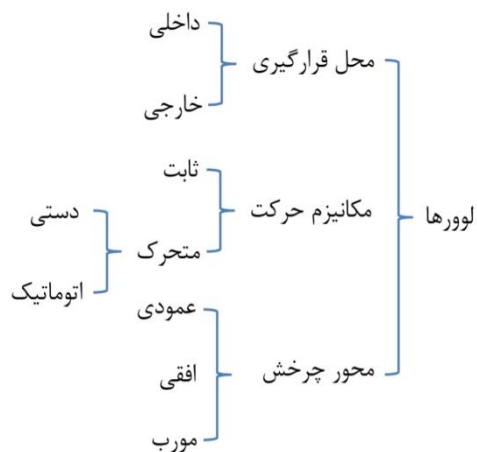 لوورها
محل قرارگیری
داخلی
خارجی
مکانیزم حرکت
ثابت
متحرک
دستی
اتوماتیک
محور چرخش
عمودی
افقی
مورب